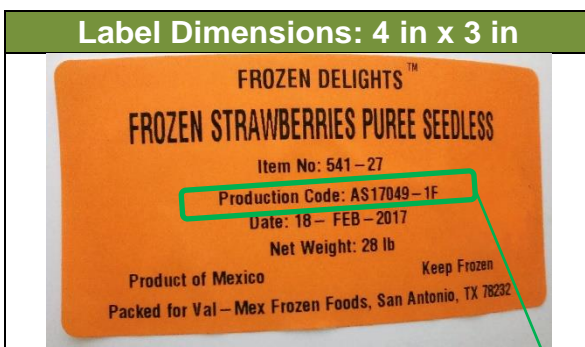 Label Dimensions: 4 in x 3 in
FROZEN DELIGHTS™
FROZEN STRAWBERRIES PUREE SEEDLESS
Item No: 541-27
Production Code: AS17049-1F
Date: 18- FEB-2017
Net Weight: 28 lb
Product of Mexico Keep Frozen
Packed for Val-Mex Frozen Foods, San Antonio, TX 78232